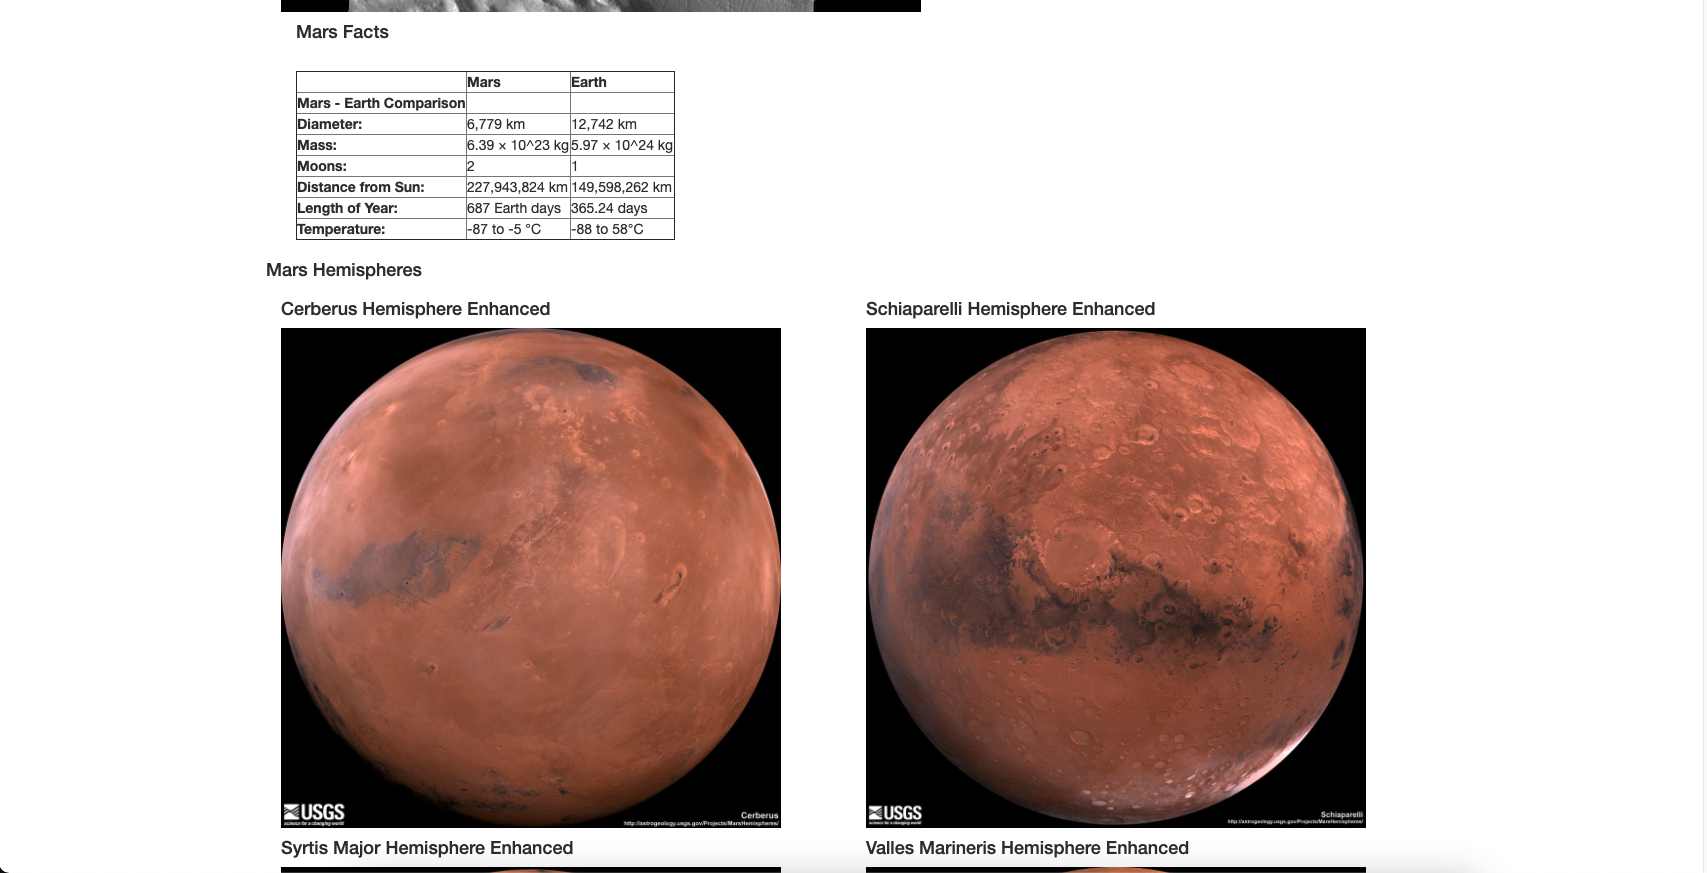 Mars Facts
Mars Earth
Mars - Earth Comparison
Diameter: 6,779 km 12,742 km
Mass: 6.39 × 10^23 kg 5.97 × 10^24 kg
Moons: 2 1
Distance from Sun: 227,943,824 km 149,598,262 km
Length of Year: 687 Earth days 365.24 days
Temperature: -87 to -5 °C -88 to 58°C
Mars Hemispheres
Cerberus Hemisphere Enhanced
USGS
science for a changing world
Cerberus
http://astrogeology.usgs.gov/Projects/MarsHemispheres/
Schiaparelli Hemisphere Enhanced
USGS
science for a changing world
Schiaparelli
http://astrogeology.usgs.gov/Projects/MarsHemispheres/
Syrtis Major Hemisphere Enhanced
Valles Marineris Hemisphere Enhanced